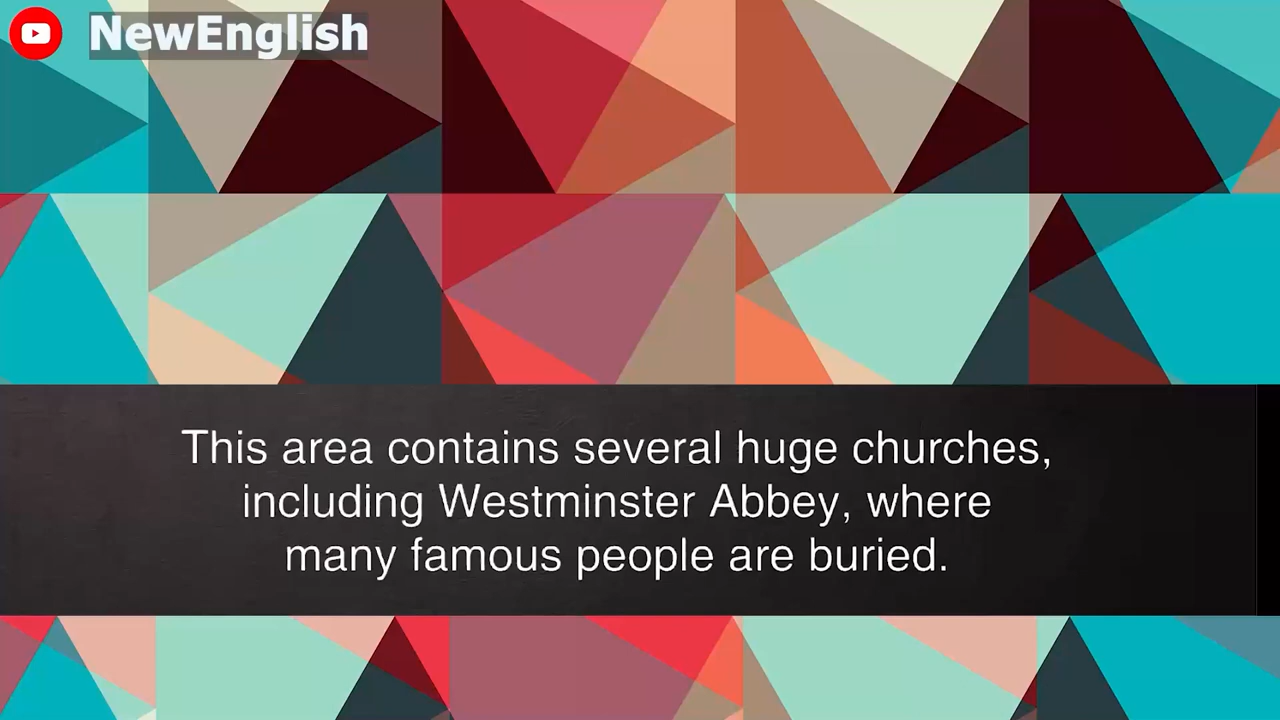 NewEnglish
This area contains several huge churches,
including Westminster Abbey, where
many famous people are buried.